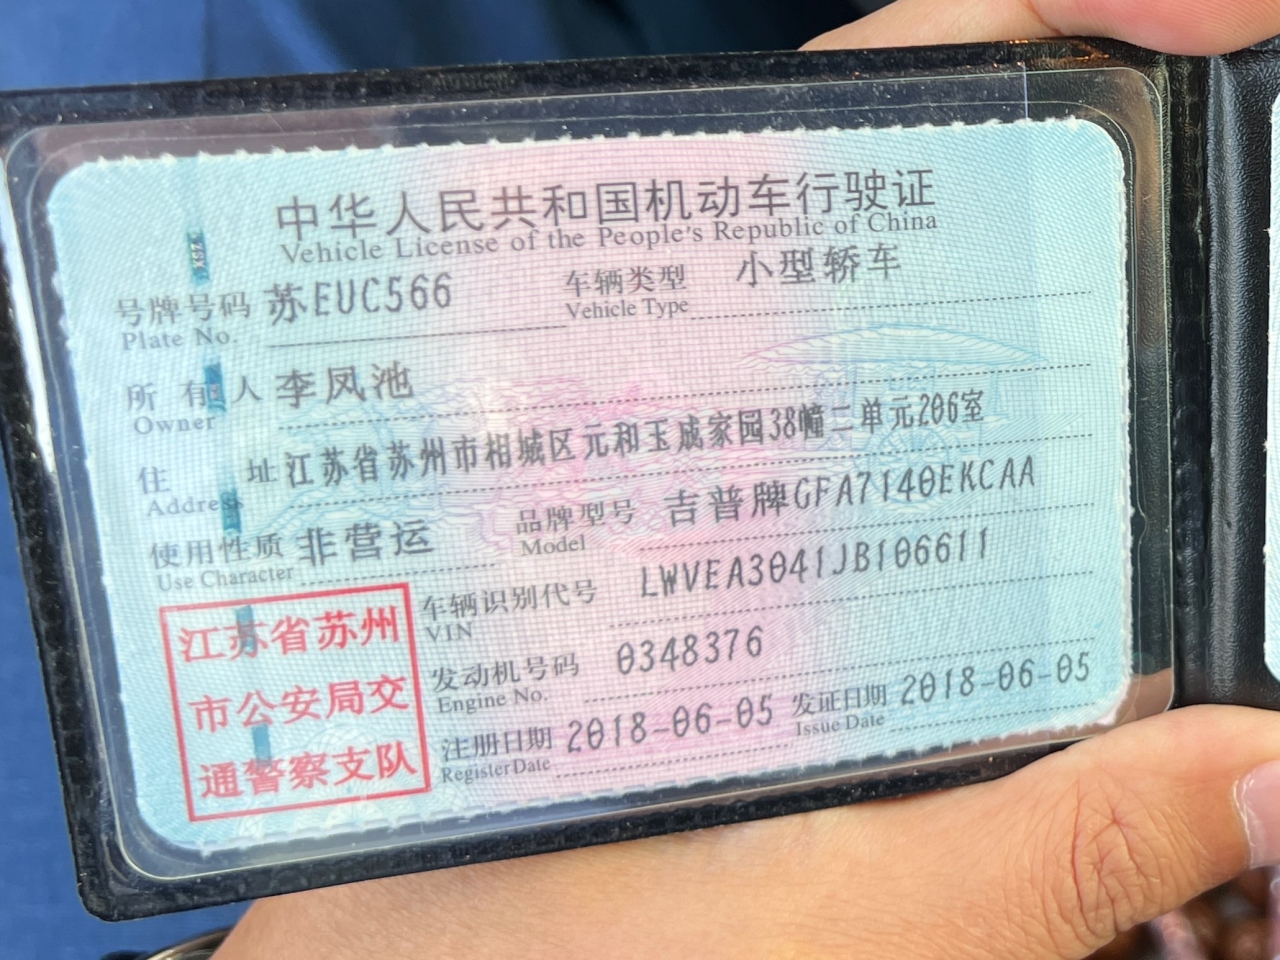 中华人民共和国机动车行驶证
Vehicle License of the People's Republic of China
号牌号码 苏EUC566 车辆类型 小型轿车
Plate No. Vehicle Type
所有人 李凤池
Owner
住址 江苏省苏州市相城区元和玉成家园38幢二单元206室
Address
使用性质 非营运 品牌型号 吉普牌GFA7140EKCAA
Use Character Model
车辆识别代号 LWVEA3041JB106611
VIN
发动机号码 0348376
Engine No.
注册日期 2018-06-05 发证日期 2018-06-05
Register Date Issue Date
江苏省苏州
市公安局交
通警察支队